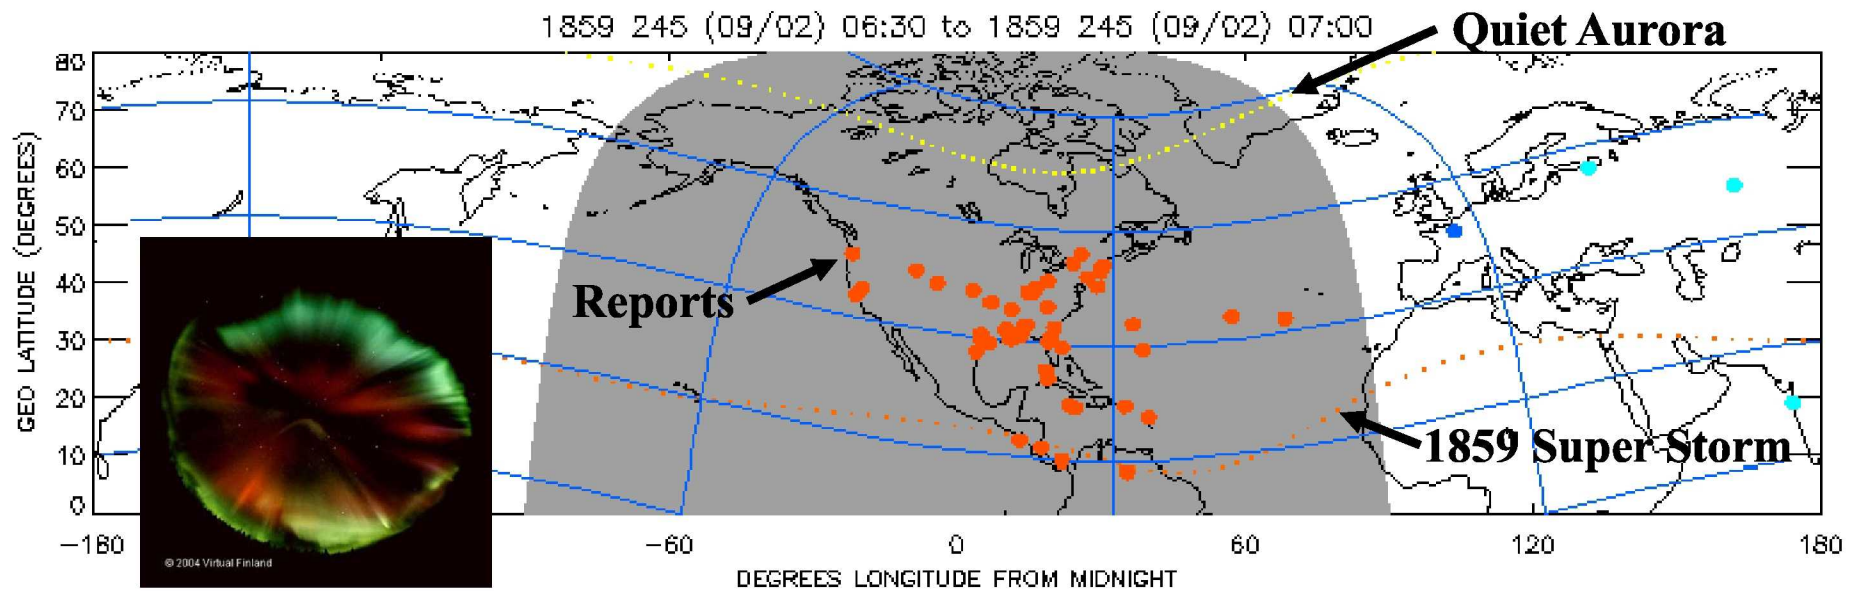 1859 245 (09/02) 06:30 to 1859 245 (09/02) 07:00
Quiet Aurora
80
70
60
50
40
30
20
10
0
GEO LATITUDE (DEGREES)
Reports
1859 Super Storm
© 2004 Virtual Finland
-180
-60
0
60
120
180
DEGREES LONGITUDE FROM MIDNIGHT